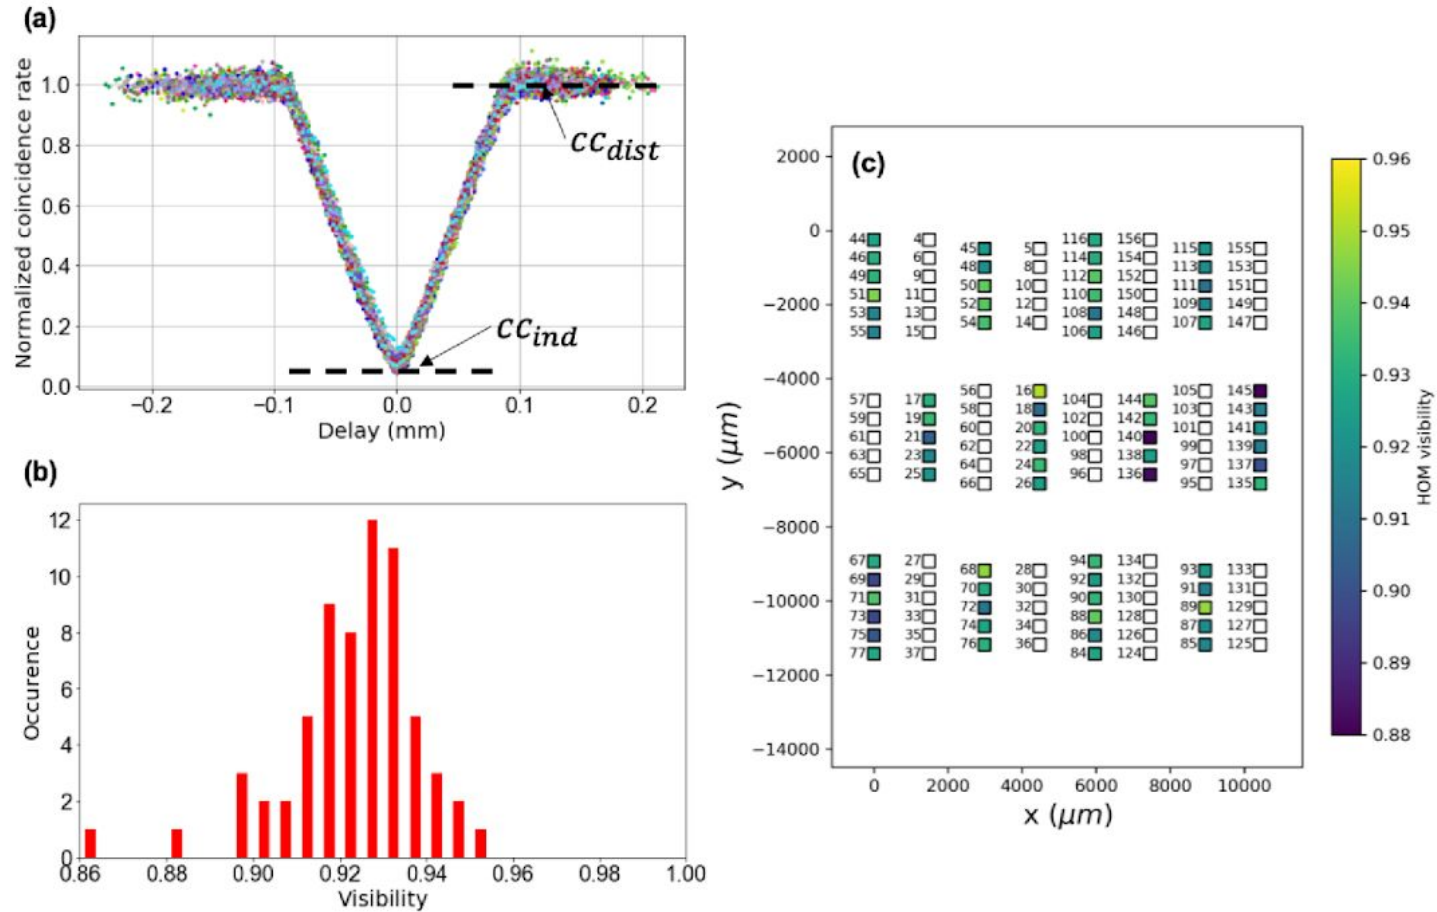 (a)
Normalized coincidence rate
1.0
0.8
0.6
0.4
0.2
0.0
CC_dist
CC_ind
−0.2 −0.1 0.0 0.1 0.2
Delay (mm)
(b)
Occurence
12
10
8
6
4
2
0
0.86 0.88 0.90 0.92 0.94 0.96 0.98 1.00
Visibility
(c)
y (μm)
2000
0
−2000
−4000
−6000
−8000
−10000
−12000
−14000
44 4 116 156
45 5 115 155
46 6 114 154
48 8 113 153
49 9 112 152
50 10 111 151
51 11 110 150
52 12 109 149
53 13 108 148
54 14 107 147
55 15 106 146
56 16 105 145
57 17 104 144
58 18 103 143
59 19 102 142
60 20 101 141
61 21 100 140
62 22 99 139
63 23 98 138
64 24 97 137
65 25 96 136
66 26 95 135
67 27 94 134
68 28 93 133
69 29 92 132
70 30 91 131
71 31 90 130
72 32 89 129
73 33 88 128
74 34 87 127
75 35 86 126
76 36 85 125
77 37 84 124
0 2000 4000 6000 8000 10000
x (μm)
0.96
0.95
0.94
0.93
0.92
0.91
0.90
0.89
0.88
HOM visibility